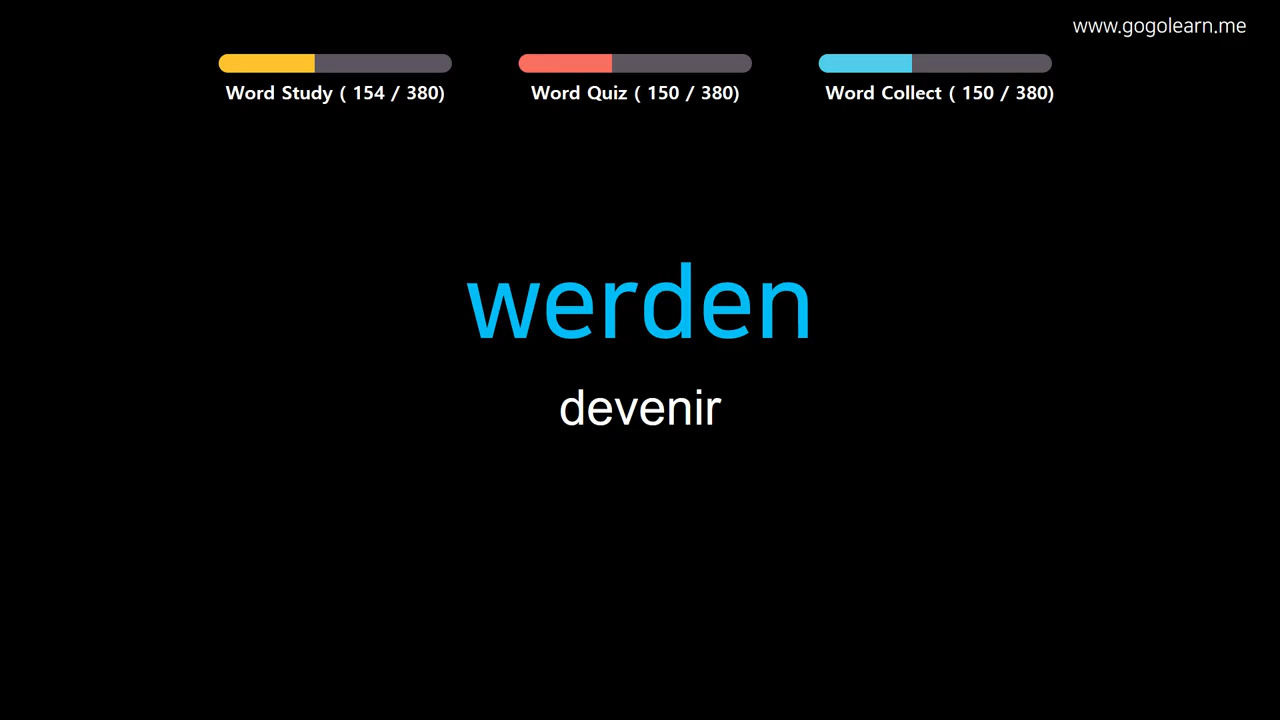 www.gogolearn.me
Word Study ( 154 / 380)
Word Quiz ( 150 / 380)
Word Collect ( 150 / 380)
werden
devenir